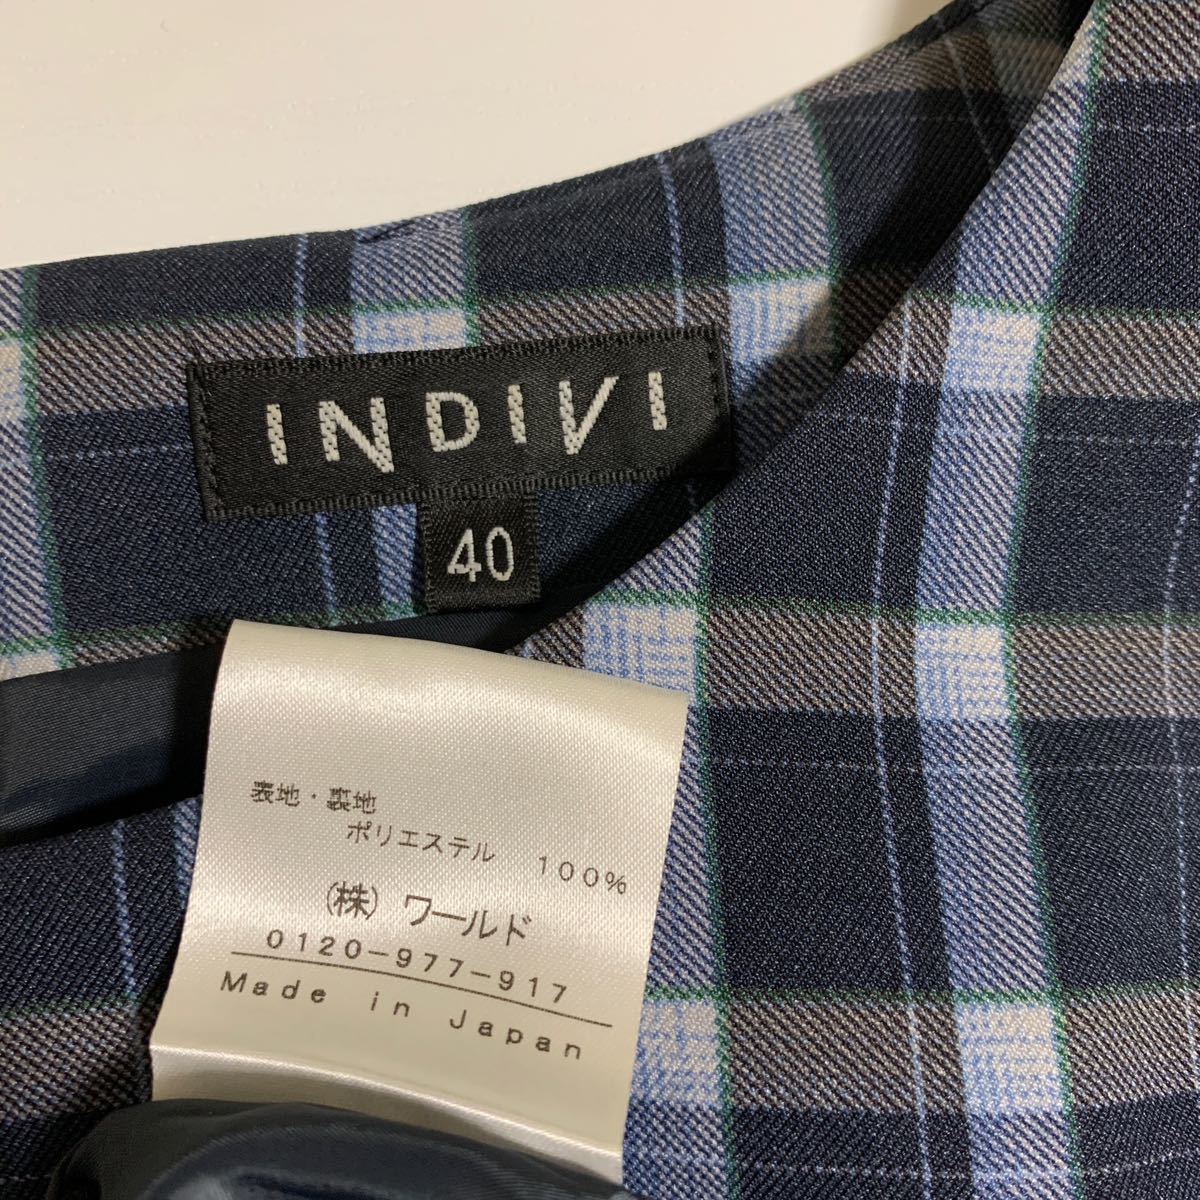 INDIVI
40
表地・裏地
ポリエステル １００％
（株）ワールド
０１２０－９７７－９１７
Ｍａｄｅ ｉｎ Ｊａｐａｎ